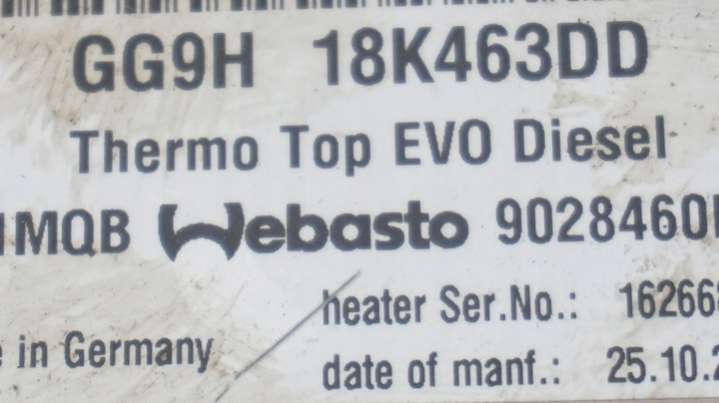 GG9H 18K463DD
Thermo Top EVO Diesel
MQB Webasto 9028460
heater Ser.No.: 16266
in Germany
date of manf.: 25.10.2